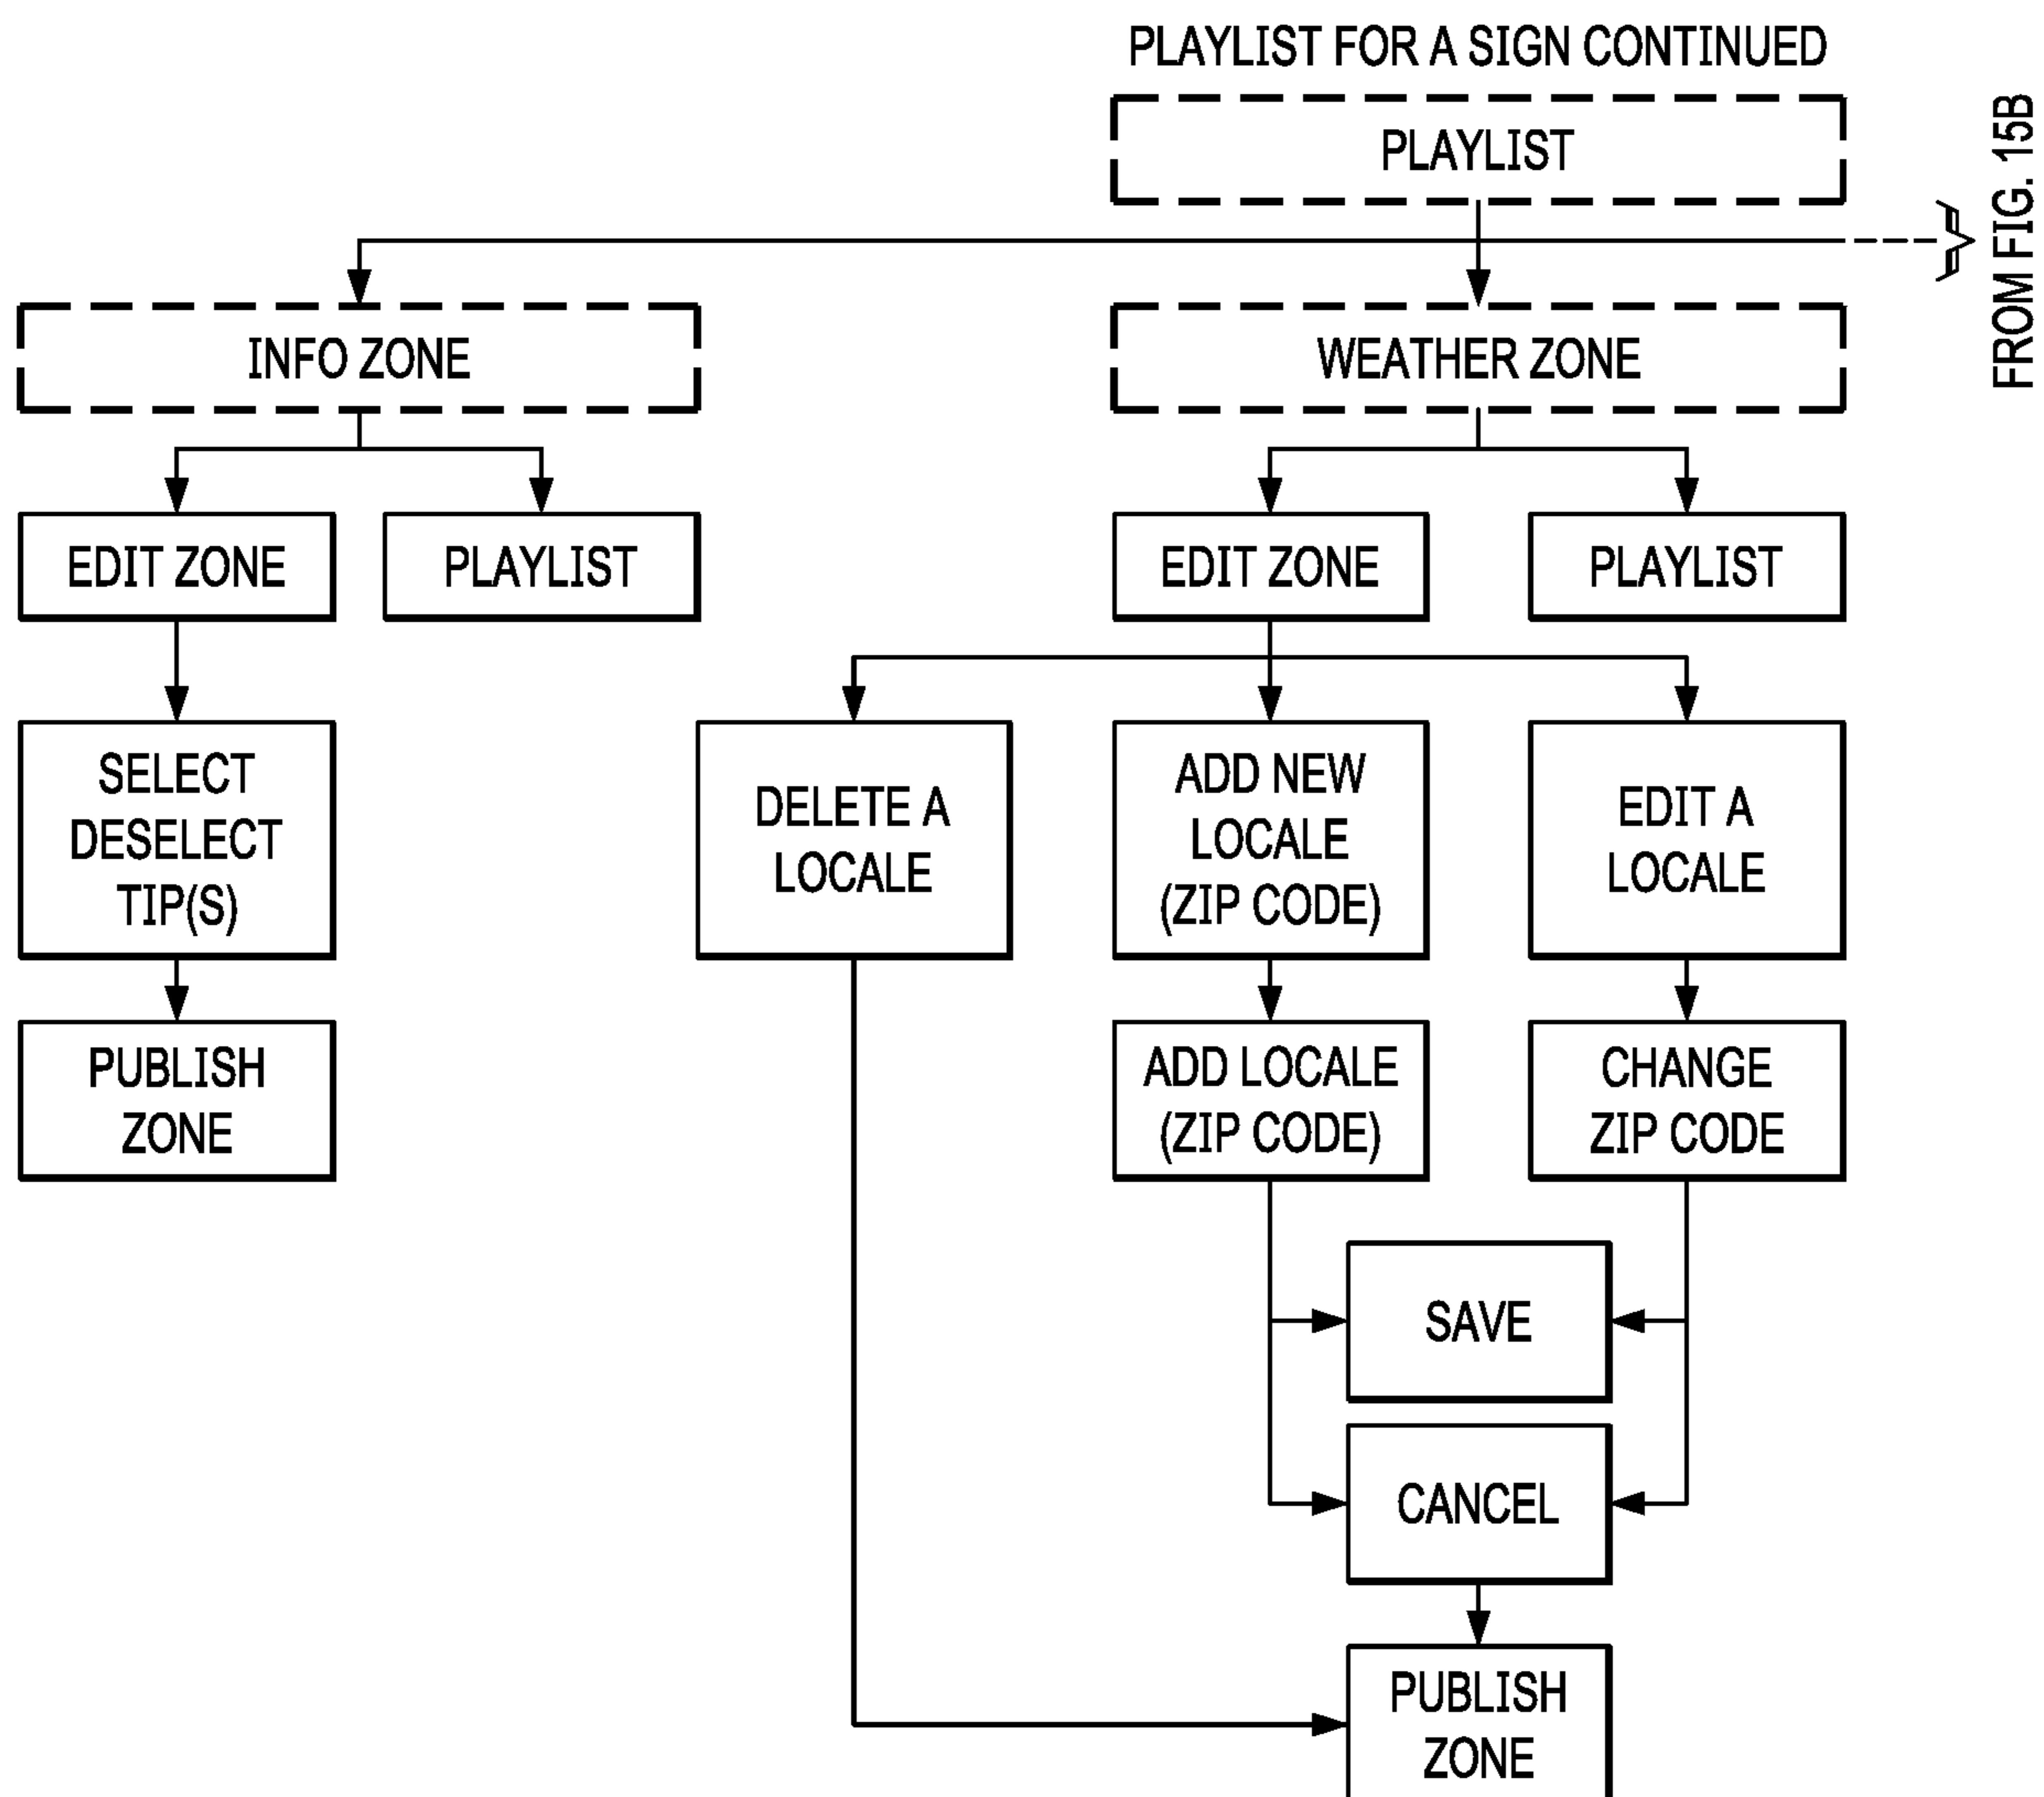 PLAYLIST FOR A SIGN CONTINUED
PLAYLIST
FROM FIG. 15B
INFO ZONE
WEATHER ZONE
EDIT ZONE
PLAYLIST
EDIT ZONE
PLAYLIST
SELECT
DESELECT
TIP(S)
DELETE A
LOCALE
ADD NEW
LOCALE
(ZIP CODE)
EDIT A
LOCALE
PUBLISH
ZONE
ADD LOCALE
(ZIP CODE)
CHANGE
ZIP CODE
SAVE
CANCEL
PUBLISH
ZONE